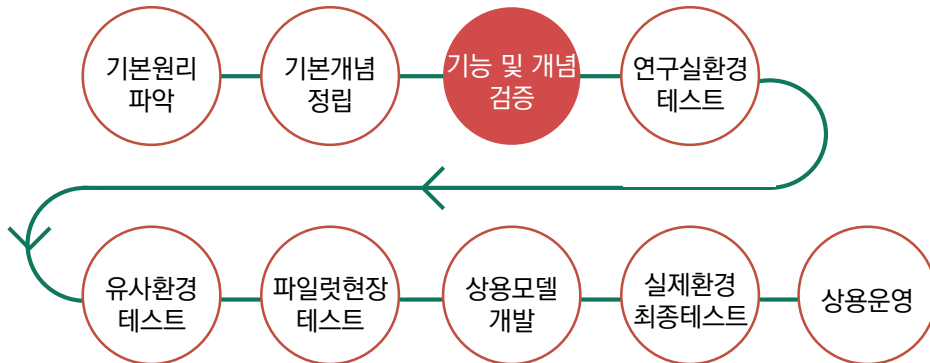 기본원리
파악
기본개념
정립
기능 및 개념
검증
연구실환경
테스트
유사환경
테스트
파일럿현장
테스트
상용모델
개발
실제환경
최종테스트
상용운영